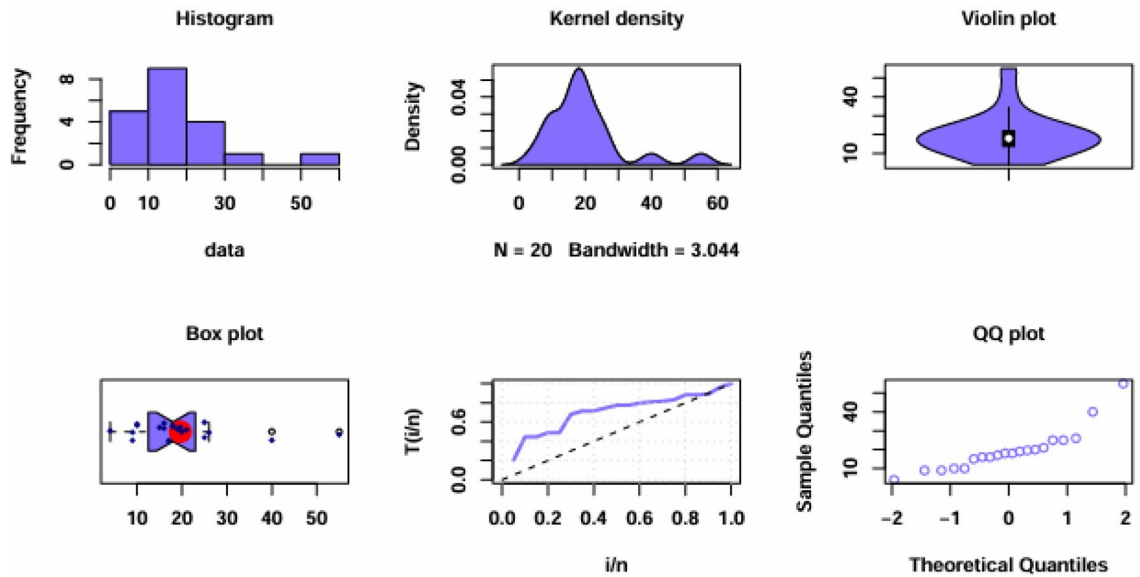 Histogram
Kernel density
Violin plot
Frequency
0 4 8
0 10 30 50
data
Density
0.00 0.04
0 20 40 60
N = 20 Bandwidth = 3.044
10 40
Box plot
QQ plot
10 20 30 40 50
T(i/n)
0.0 0.6
0.0 0.2 0.4 0.6 0.8 1.0
i/n
Sample Quantiles
10 40
−2 −1 0 1 2
Theoretical Quantiles